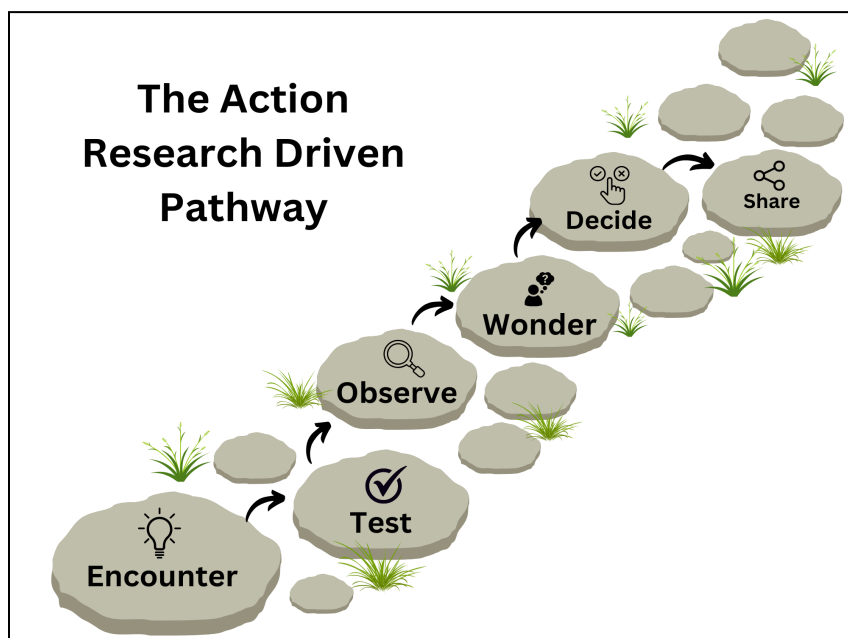 The Action
Research Driven
Pathway
Encounter
Test
Observe
Wonder
?
Decide
Share